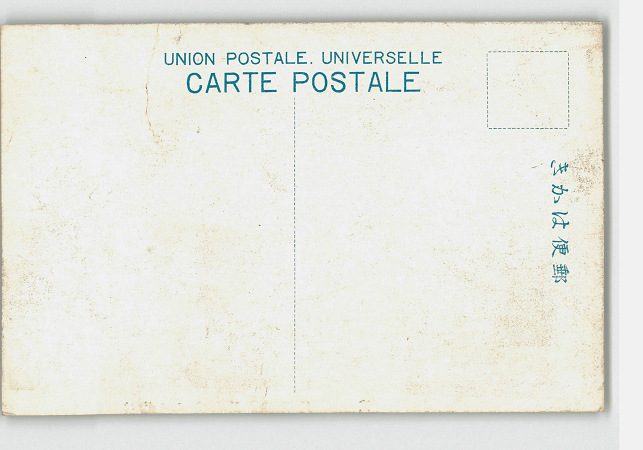 UNION POSTALE. UNIVERSELLE
CARTE POSTALE
きかは便郵